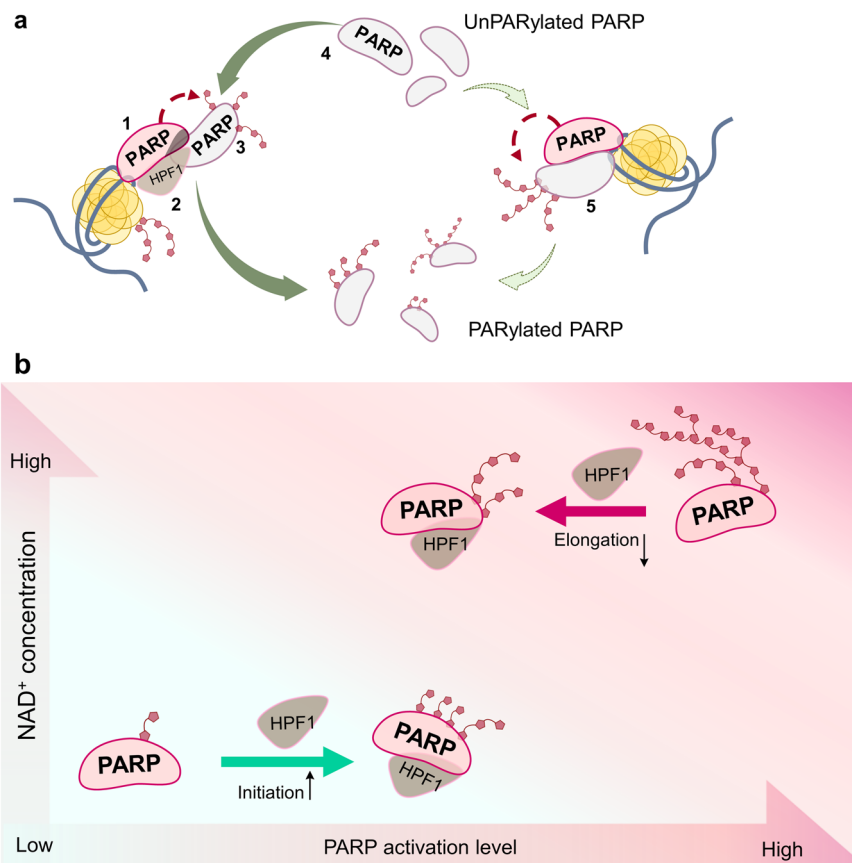 a
UnPARylated PARP
4
PARP
1
PARP
PARP
3
HPF1
2
PARP
5
PARylated PARP
b
High
HPF1
PARP
PARP
HPF1
Elongation
NAD+ concentration
HPF1
PARP
PARP
HPF1
Initiation
Low
PARP activation level
High